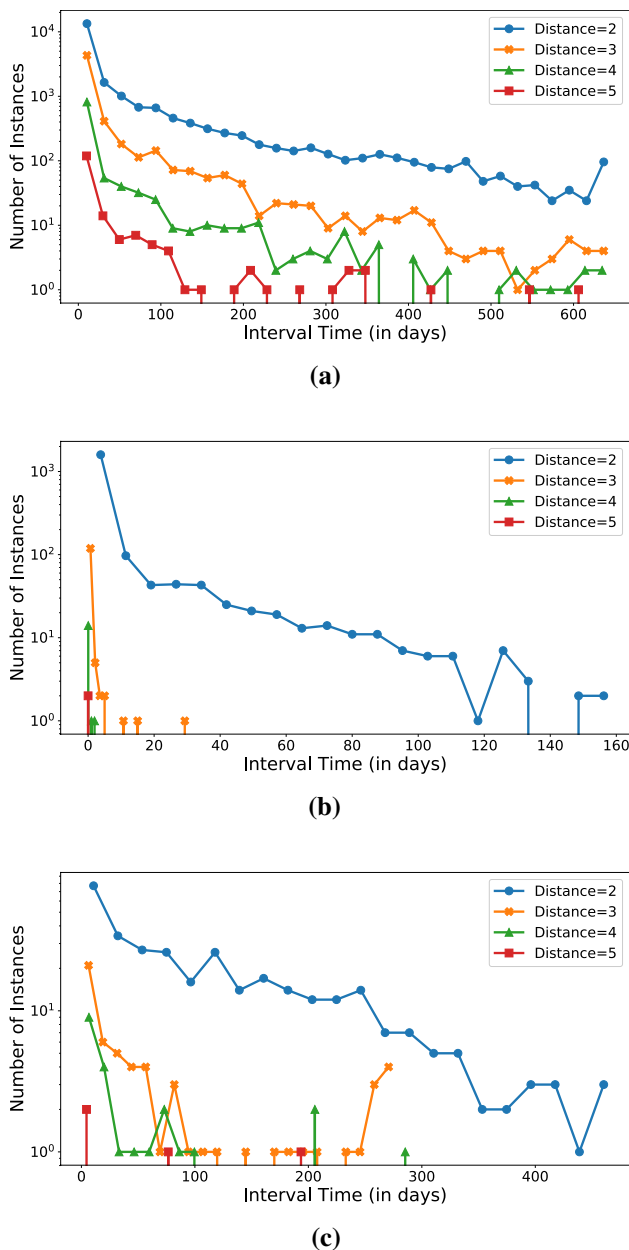 10⁴
10³
10²
10¹
10⁰
Number of Instances
Distance=2
Distance=3
Distance=4
Distance=5
0 100 200 300 400 500 600
Interval Time (in days)
(a)
10³
10²
10¹
10⁰
Number of Instances
Distance=2
Distance=3
Distance=4
Distance=5
0 20 40 60 80 100 120 140 160
Interval Time (in days)
(b)
10¹
10⁰
Number of Instances
Distance=2
Distance=3
Distance=4
Distance=5
0 100 200 300 400
Interval Time (in days)
(c)